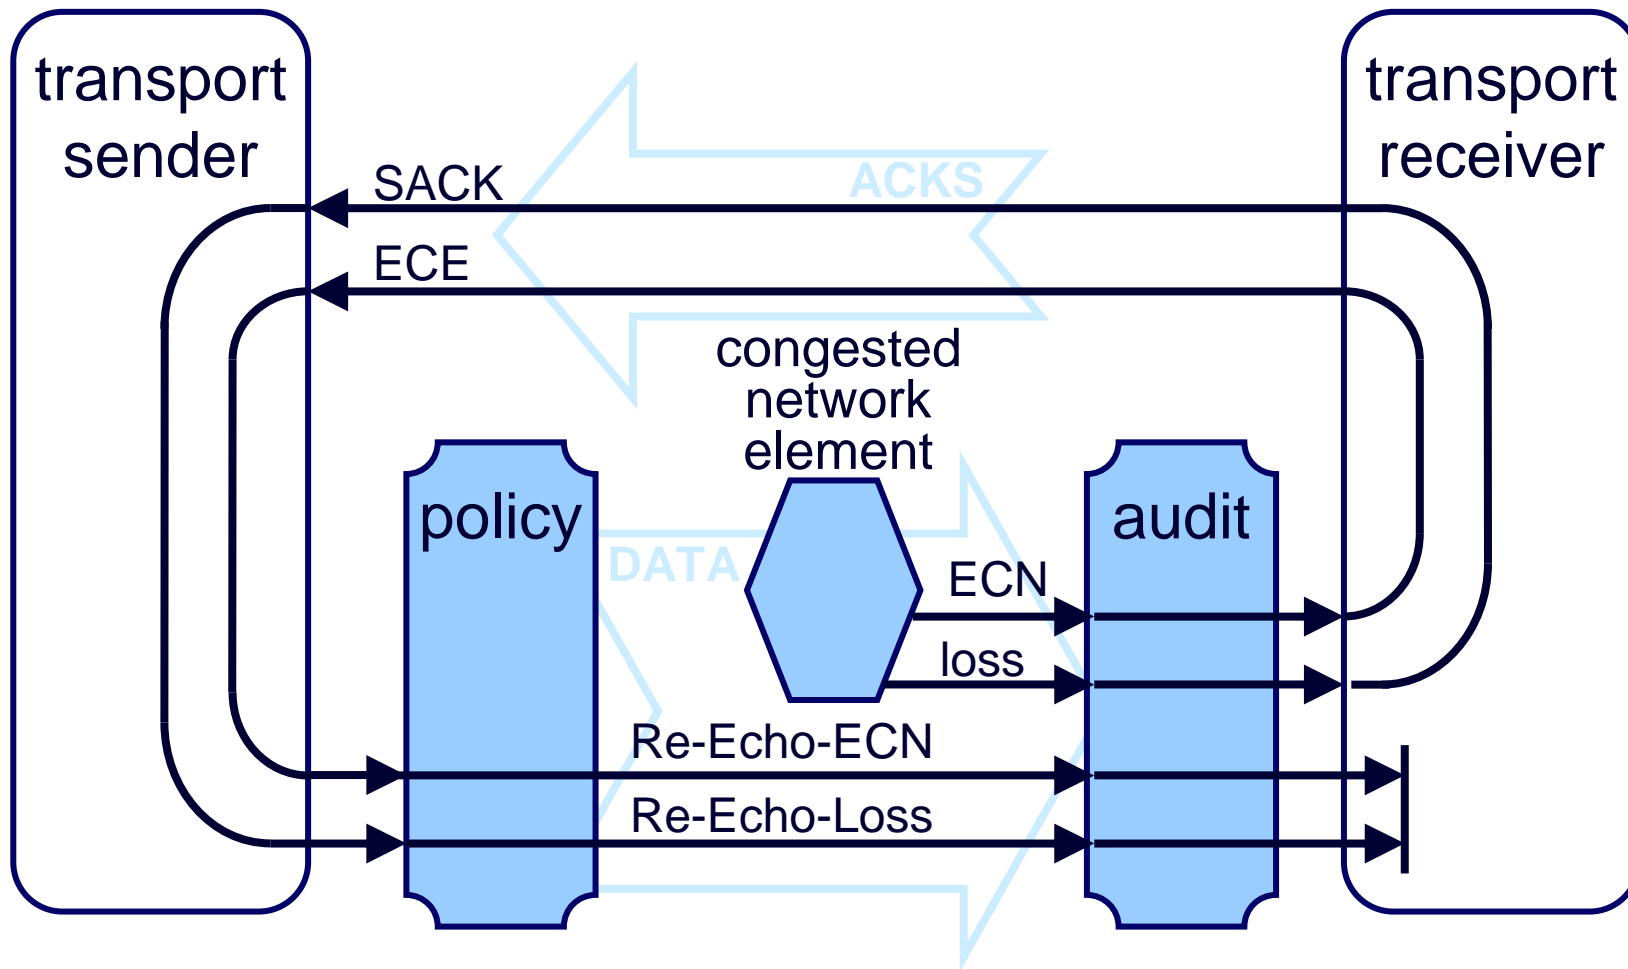 transport
sender
transport
receiver
ACKS
SACK
ECE
congested
network
element
policy
audit
DATA
ECN
loss
Re-Echo-ECN
Re-Echo-Loss